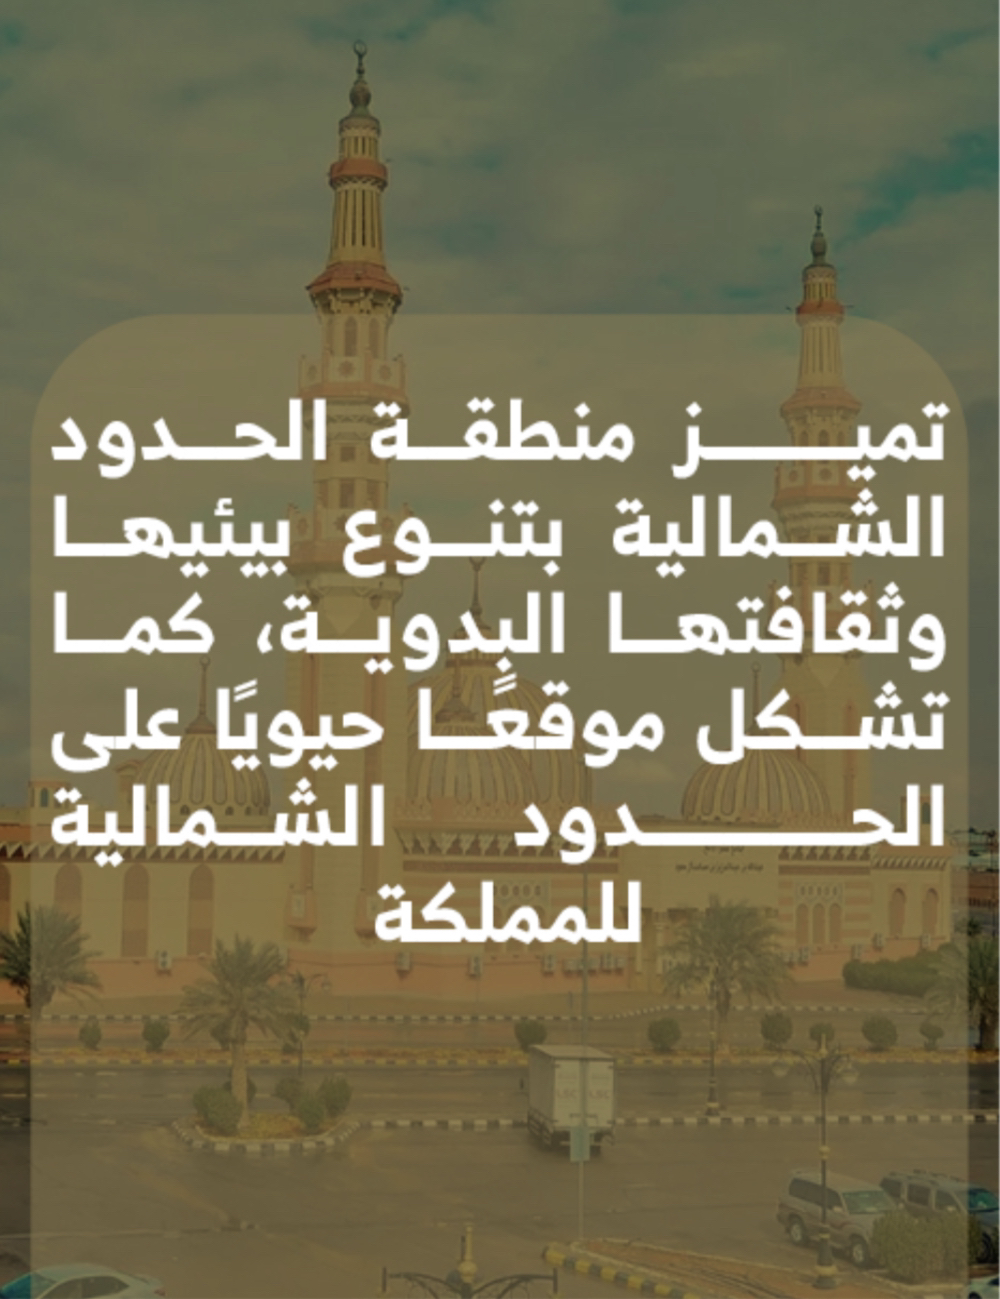 تميز منطقة الحدود
الشمالية بتنوع بيئيها
وثقافتها البدوية، كما
تشكل موقعًا حيويًا على
الحدود الشمالية
للمملكة